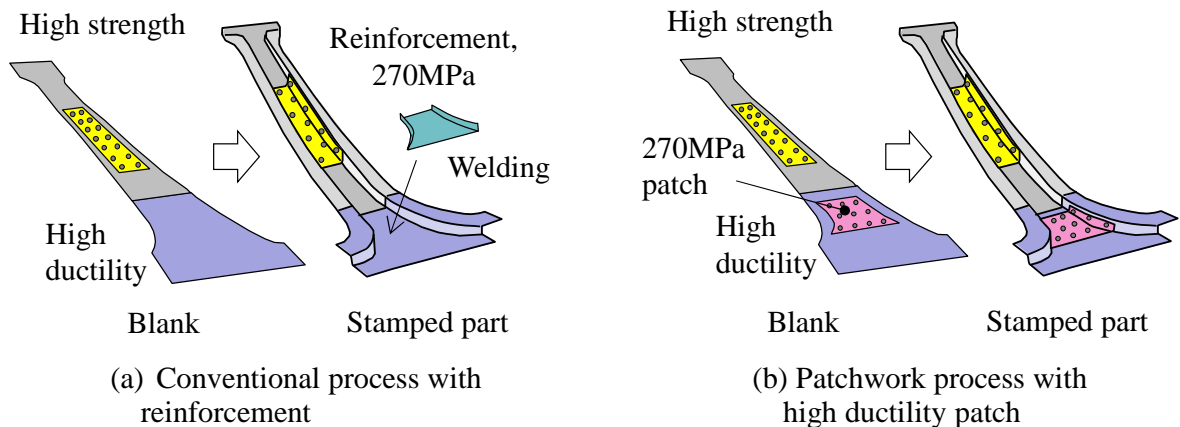 High strength
Reinforcement,
270MPa
Welding
High
ductility
Blank
Stamped part
(a) Conventional process with
reinforcement
High strength
270MPa
patch
High
ductility
Blank
Stamped part
(b) Patchwork process with
high ductility patch